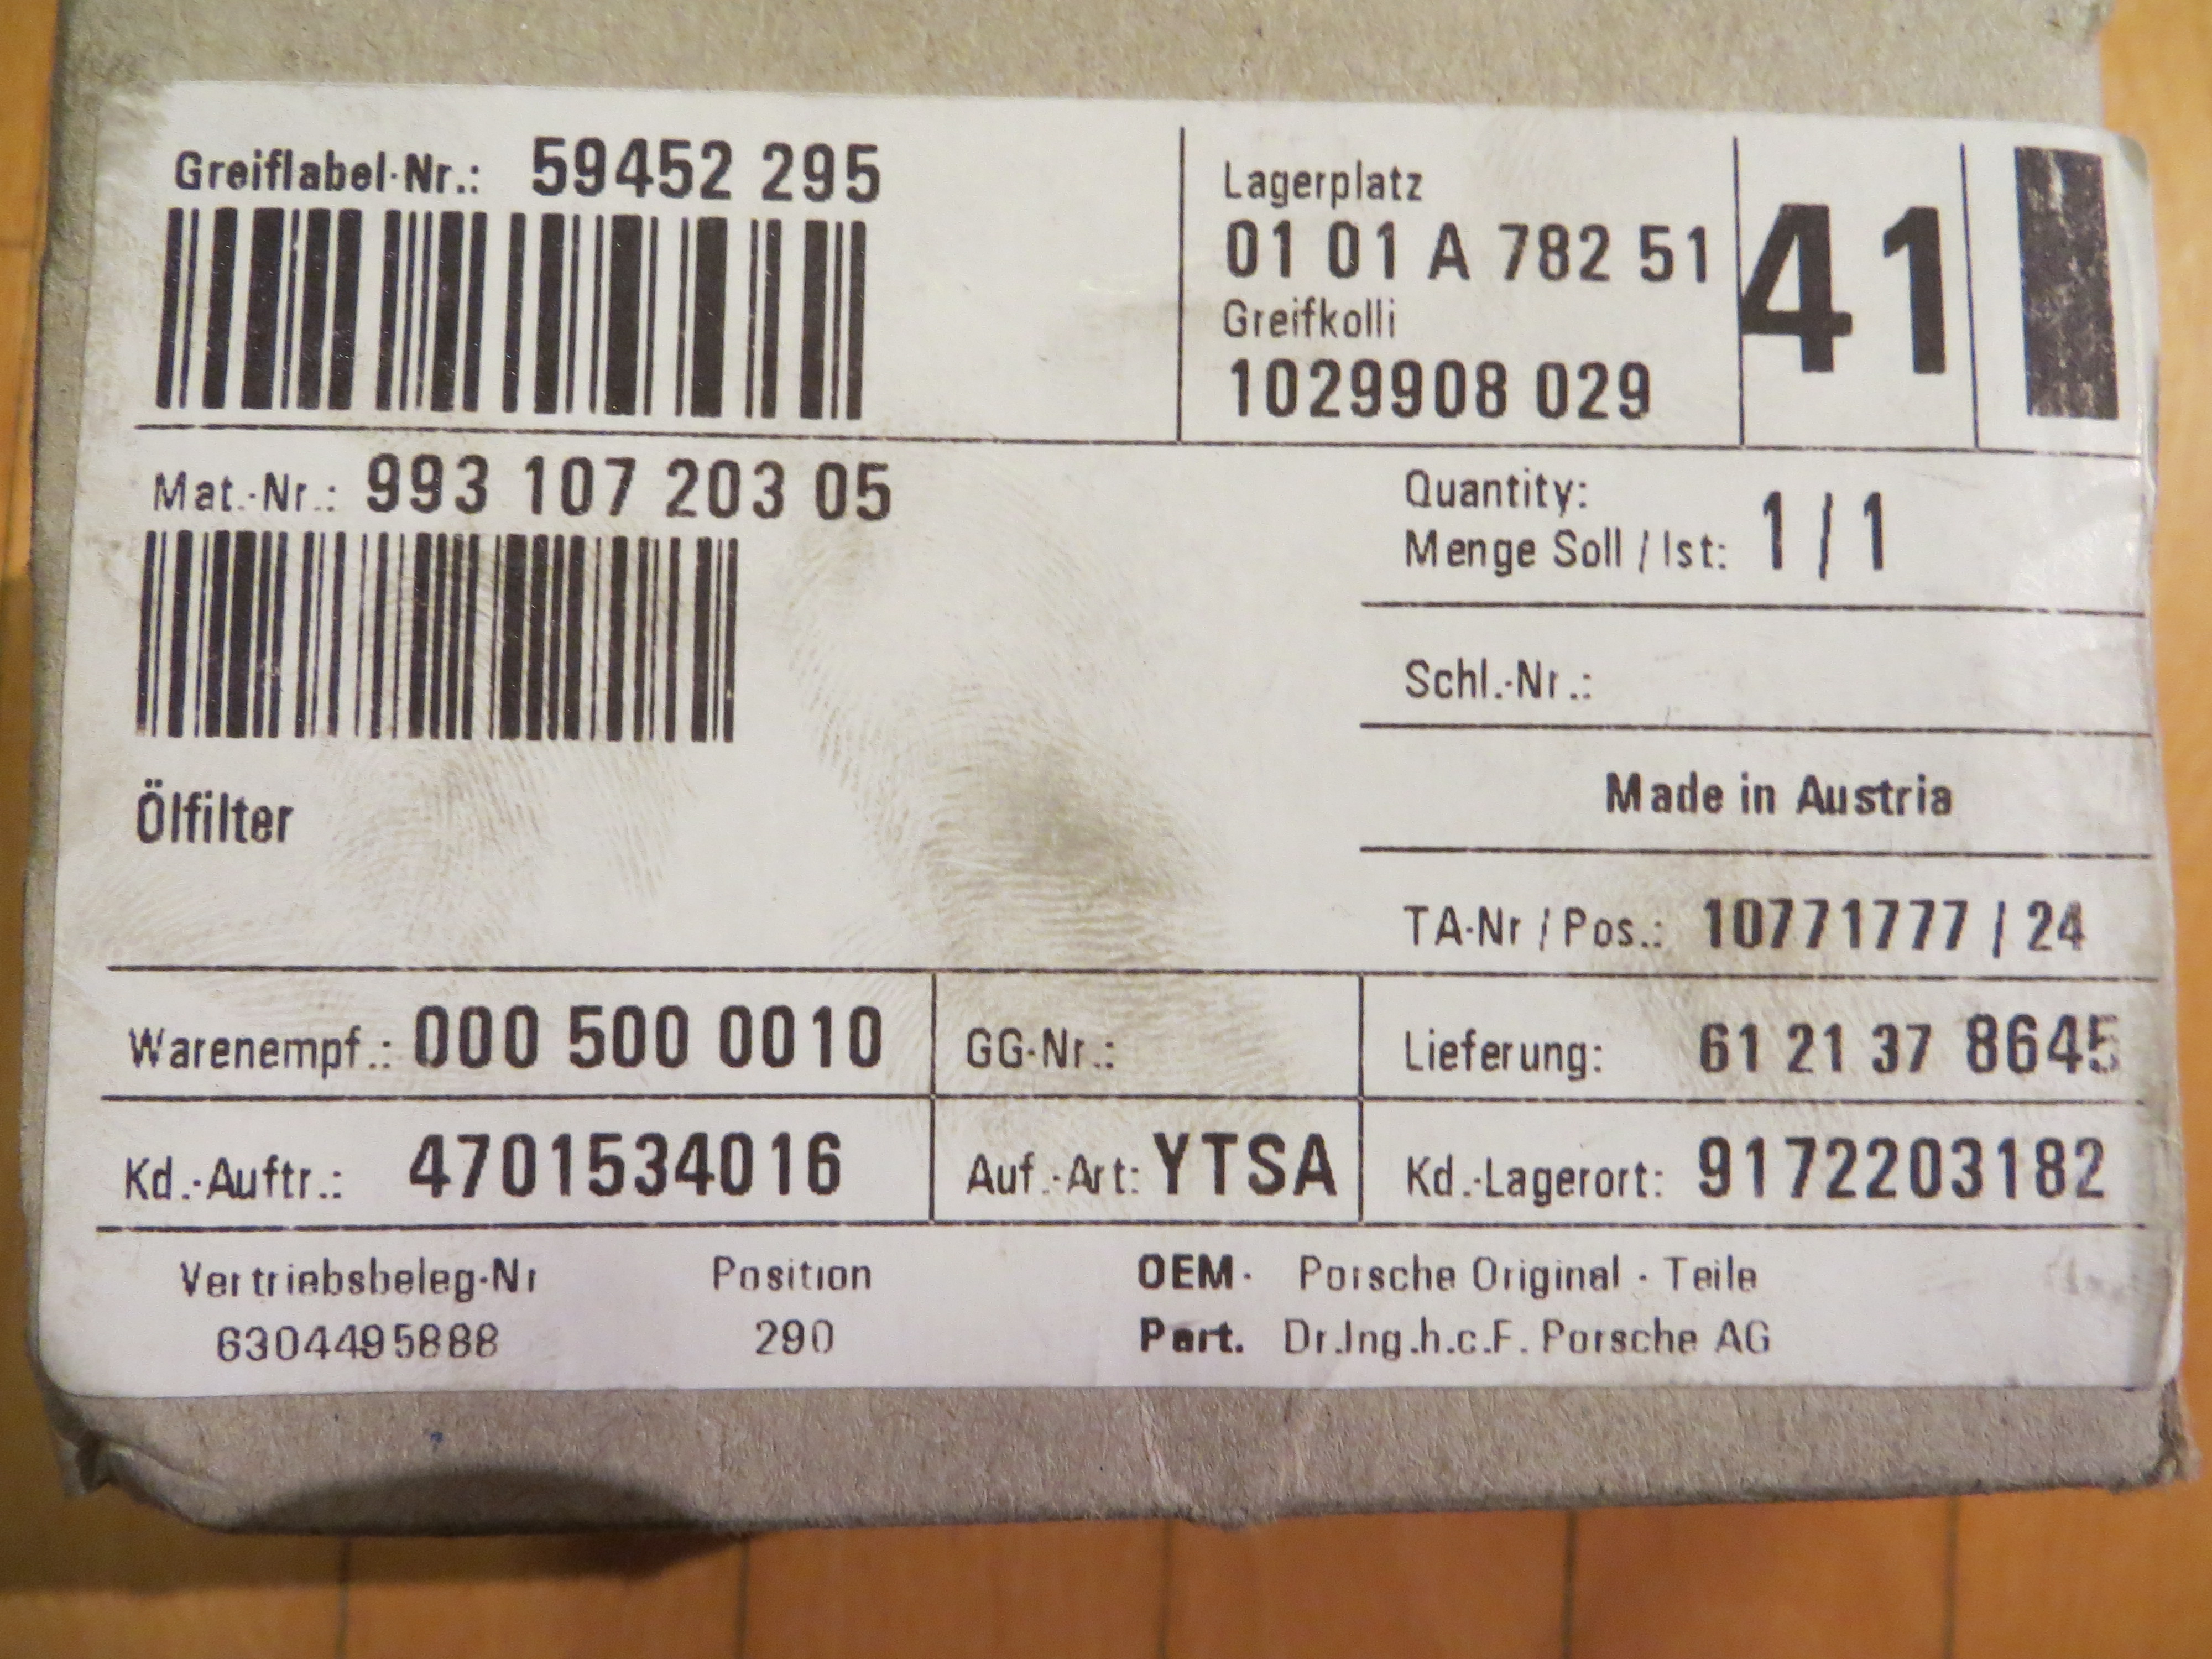 Greiflabel-Nr.: 59452 295
Lagerplatz
01 01 A 782 51
Greifkolli
1029908 029
41
Mat.-Nr.: 993 107 203 05
Quantity:
Menge Soll / Ist: 1 / 1
Schl.-Nr.:
Ölfilter
Made in Austria
TA-Nr / Pos.: 10771777 / 24
Warenempf.: 000 500 0010
GG-Nr.:
Lieferung: 61 21 37 8645
Kd.-Auftr.: 4701534016
Auf.-Art: YTSA
Kd.-Lagerort: 9172203182
Vertriebsbeleg-Nr Position
6304495888 290
OEM- Porsche Original - Teile
Part. Dr.Ing.h.c.F. Porsche AG